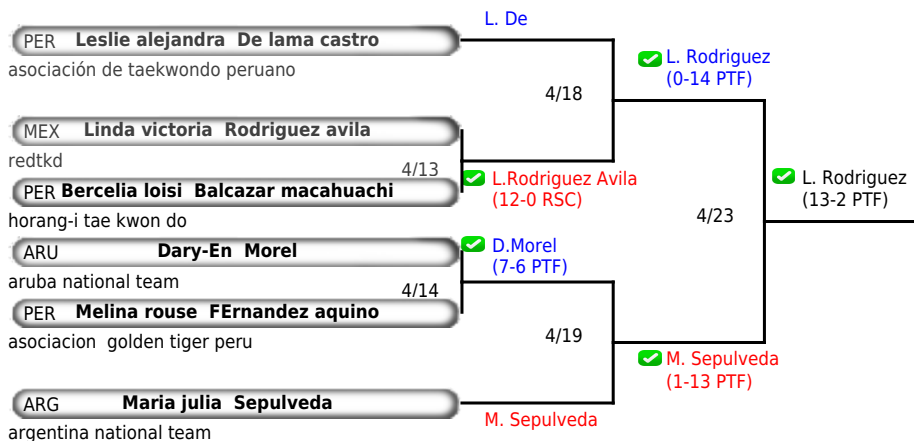 L. De
PER Leslie alejandra De lama castro
asociación de taekwondo peruano
L. Rodriguez
(0-14 PTF)
4/18
MEX Linda victoria Rodriguez avila
redtkd
4/13
L.Rodriguez Avila
(12-0 RSC)
PER Bercelia loisi Balcazar macahuachi
horang-i tae kwon do
L. Rodriguez
(13-2 PTF)
4/23
ARU Dary-En Morel
aruba national team
D.Morel
(7-6 PTF)
4/14
PER Melina rouse FErnandez aquino
asociacion golden tiger peru
4/19
M. Sepulveda
(1-13 PTF)
ARG Maria julia Sepulveda
argentina national team
M. Sepulveda